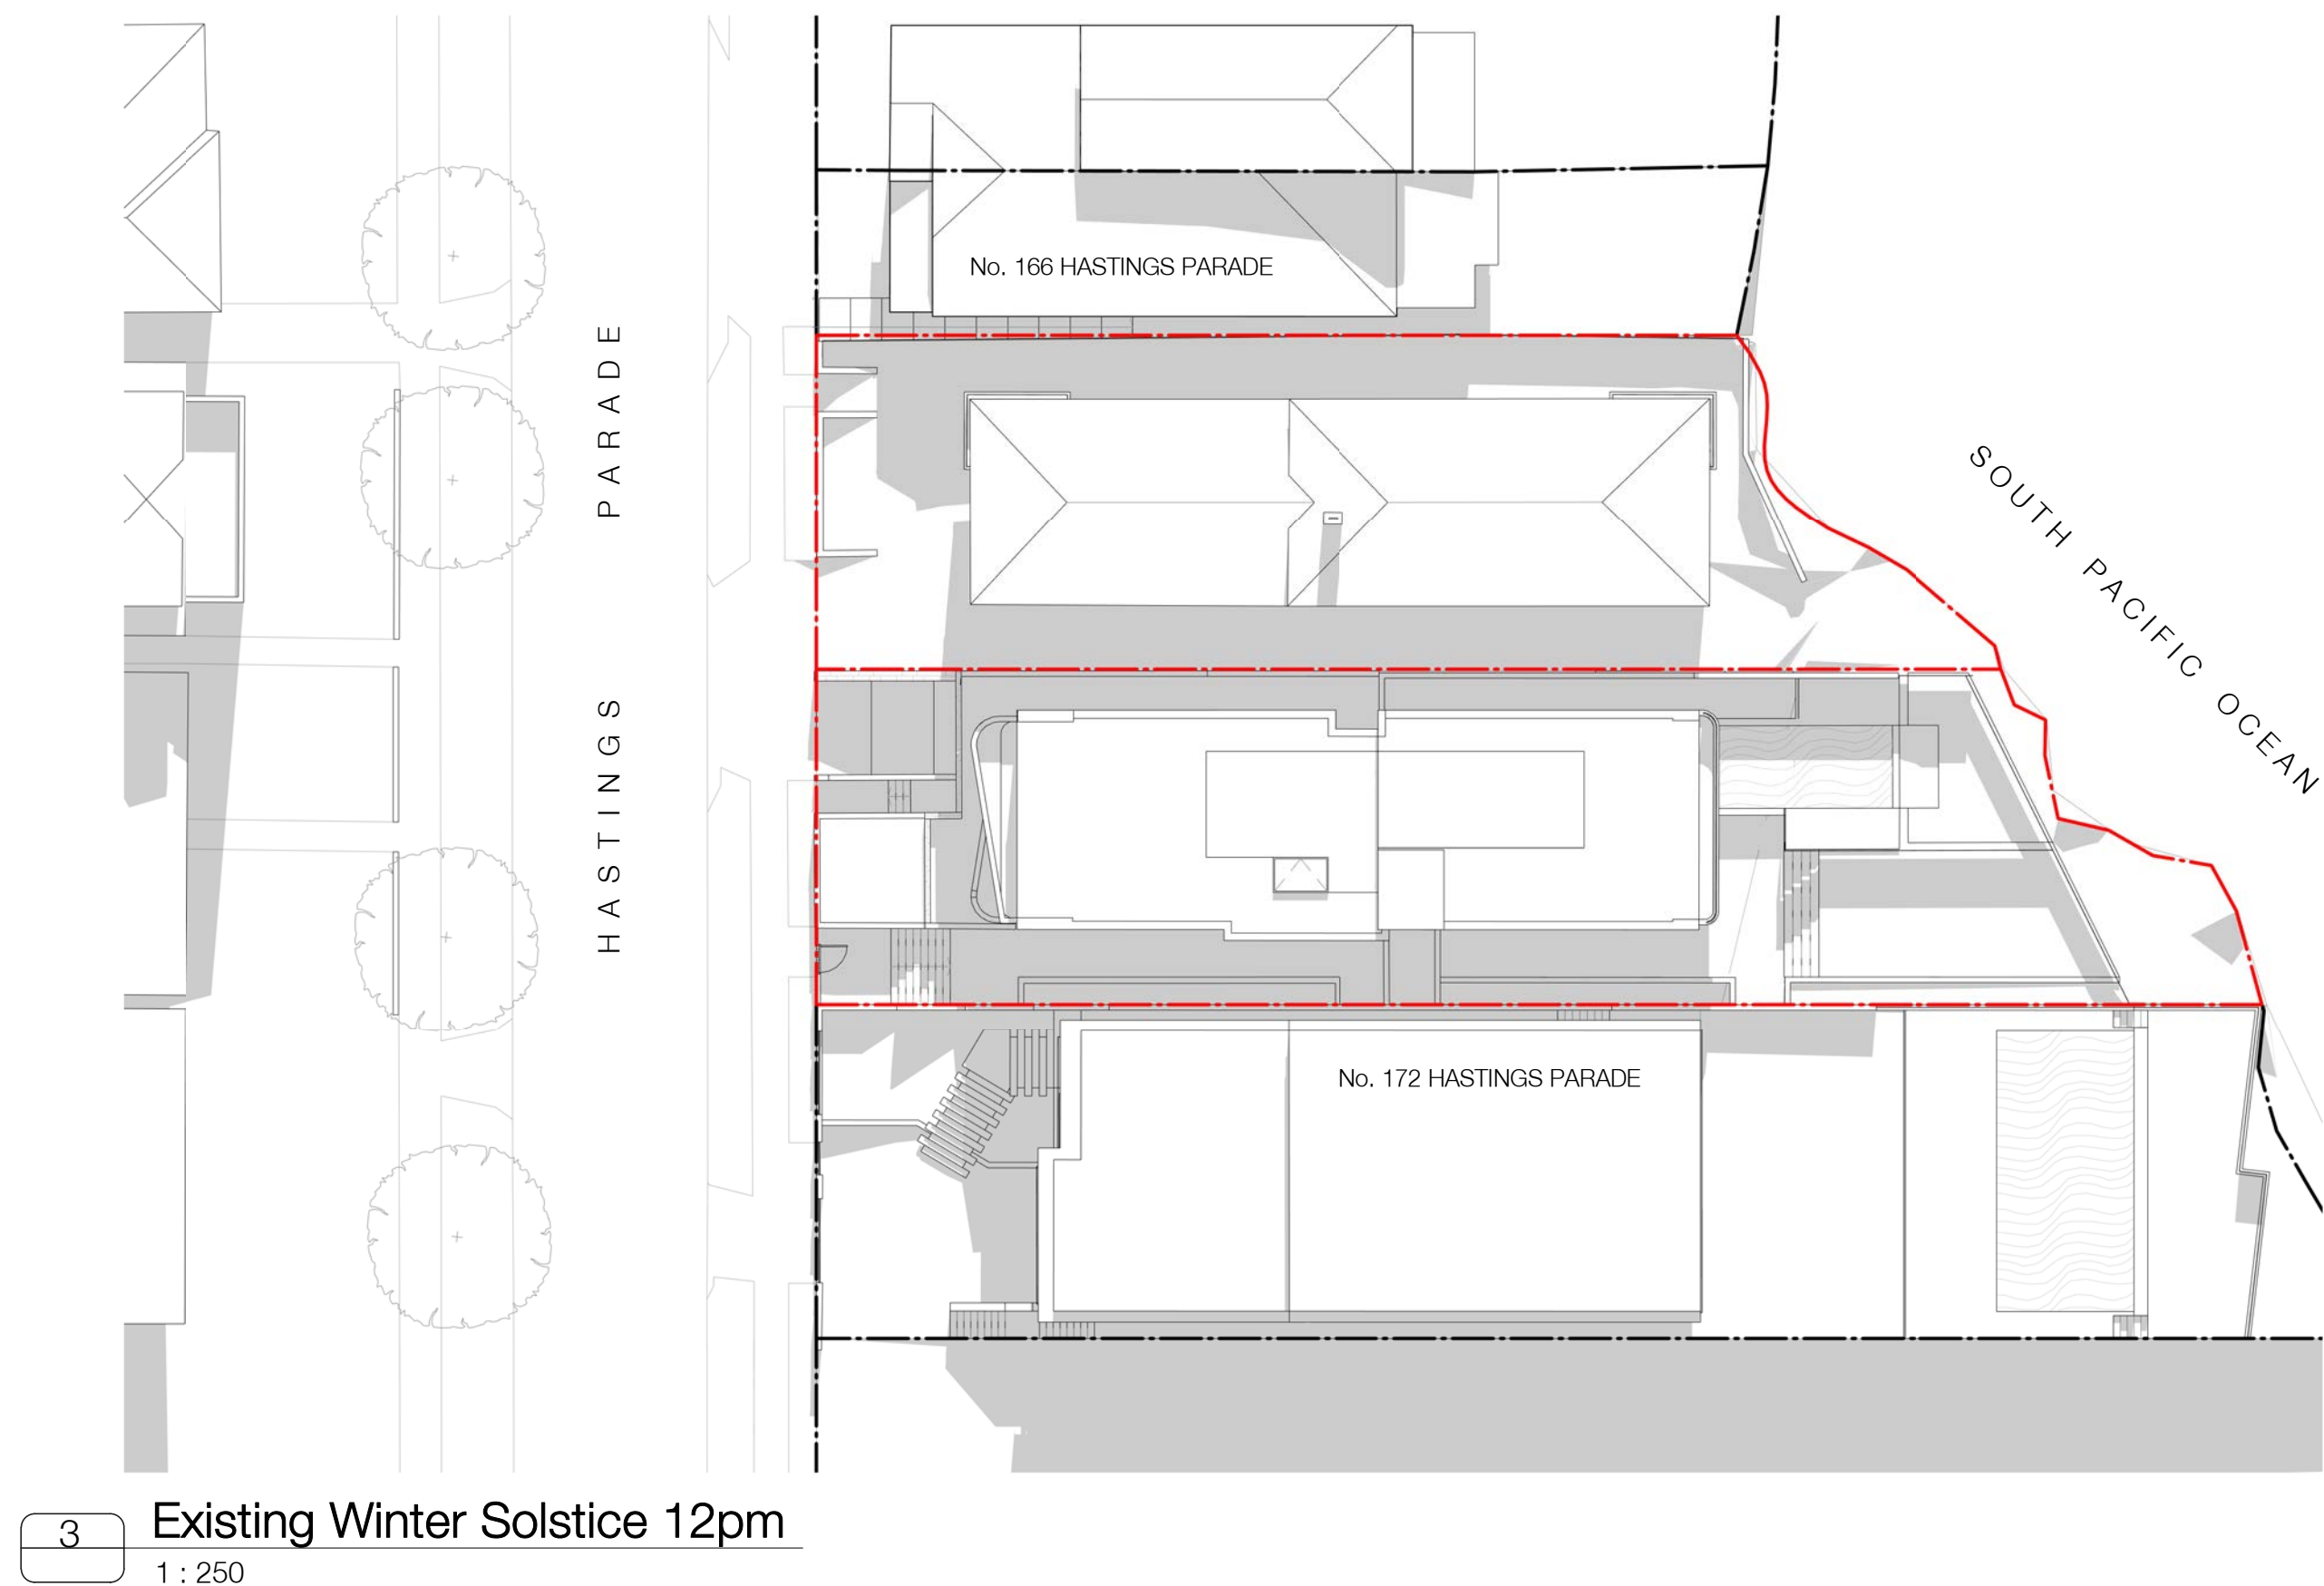 No. 166 HASTINGS PARADE
HASTINGS PARADE
SOUTH PACIFIC OCEAN
No. 172 HASTINGS PARADE
3
Existing Winter Solstice 12pm
1 : 250